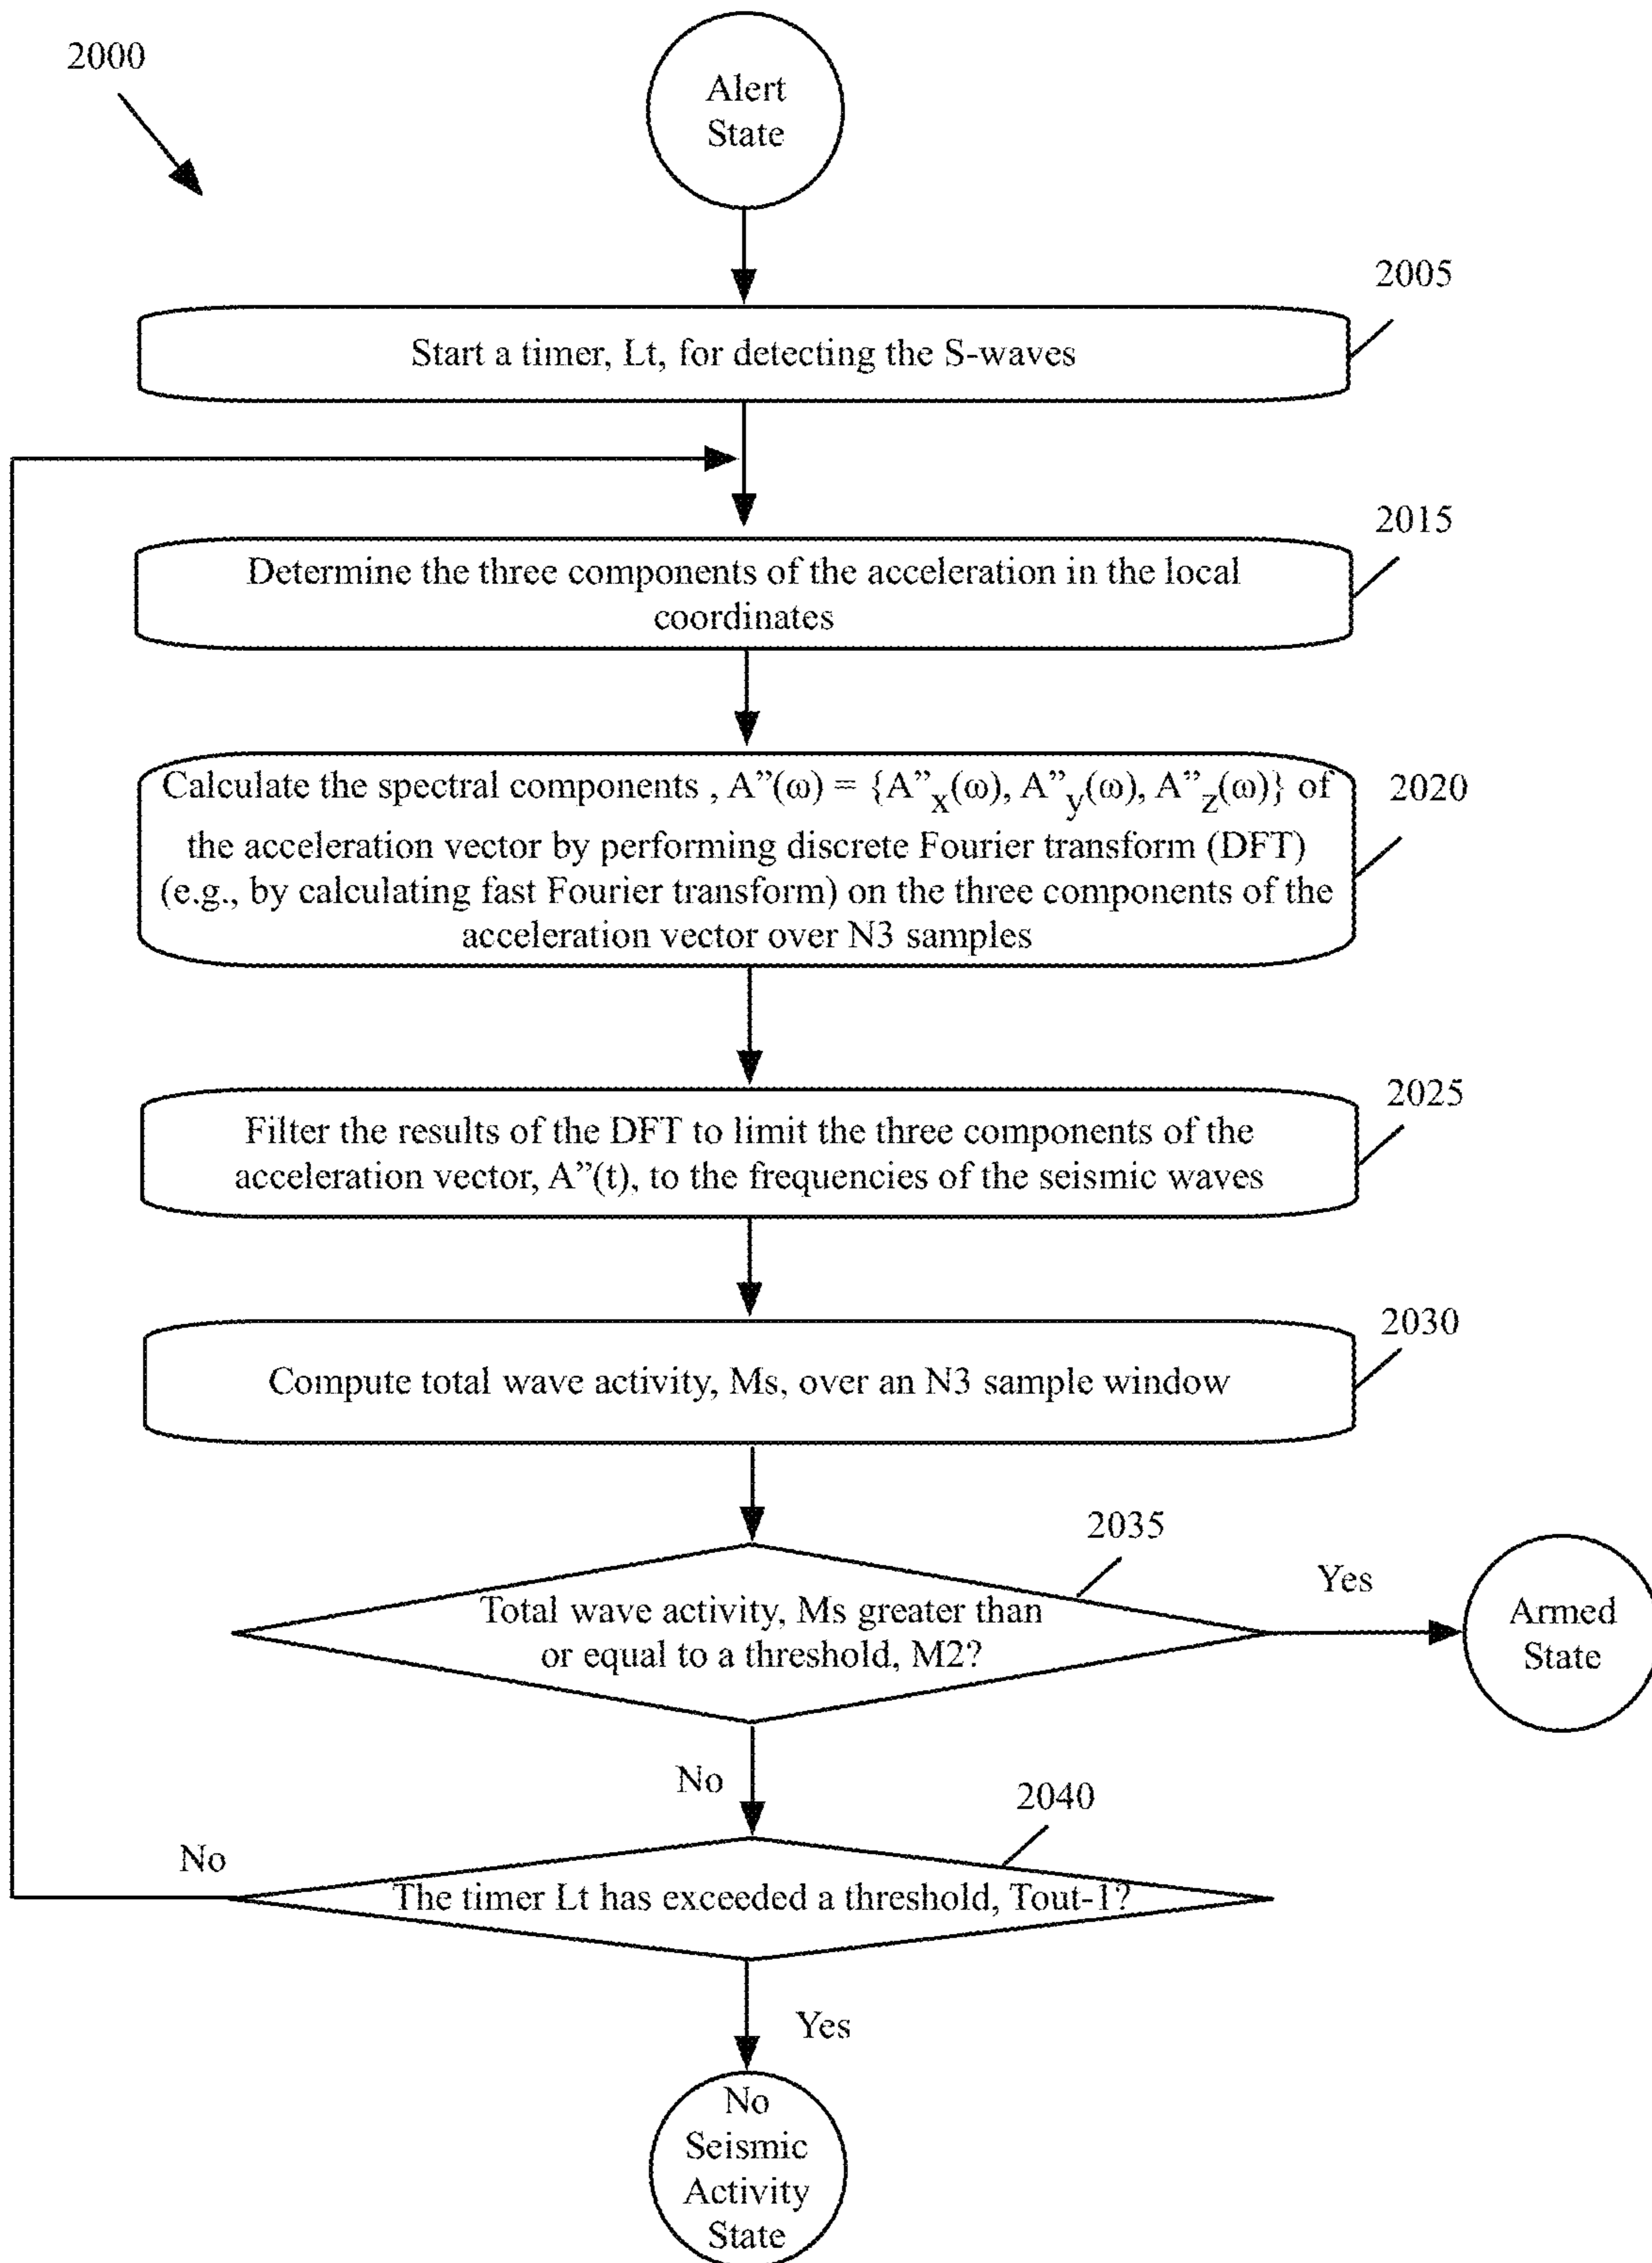 2000
Alert
State
2005
Start a timer, Lt, for detecting the S-waves
2015
Determine the three components of the acceleration in the local
coordinates
2020
Calculate the spectral components , A”(ω) = {A”x(ω), A”y(ω), A”z(ω)} of
the acceleration vector by performing discrete Fourier transform (DFT)
(e.g., by calculating fast Fourier transform) on the three components of the
acceleration vector over N3 samples
2025
Filter the results of the DFT to limit the three components of the
acceleration vector, A”(t), to the frequencies of the seismic waves
2030
Compute total wave activity, Ms, over an N3 sample window
2035
Total wave activity, Ms greater than
or equal to a threshold, M2?
Yes
Armed
State
No
2040
The timer Lt has exceeded a threshold, Tout-1?
No
Yes
No
Seismic
Activity
State